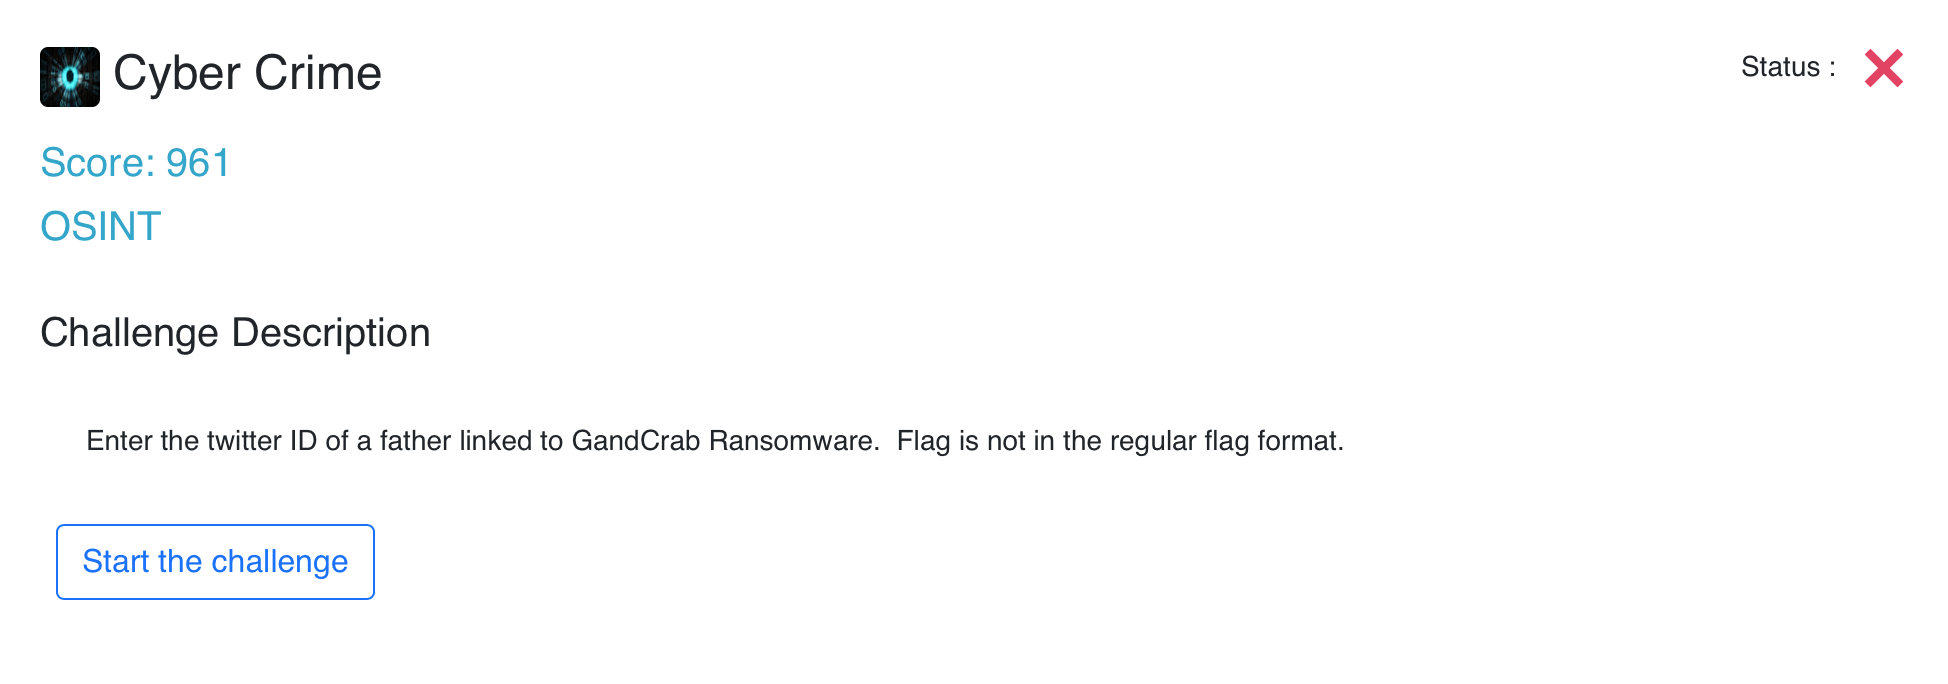 Cyber Crime
Status :
Score: 961
OSINT
Challenge Description
Enter the twitter ID of a father linked to GandCrab Ransomware.  Flag is not in the regular flag format.
Start the challenge